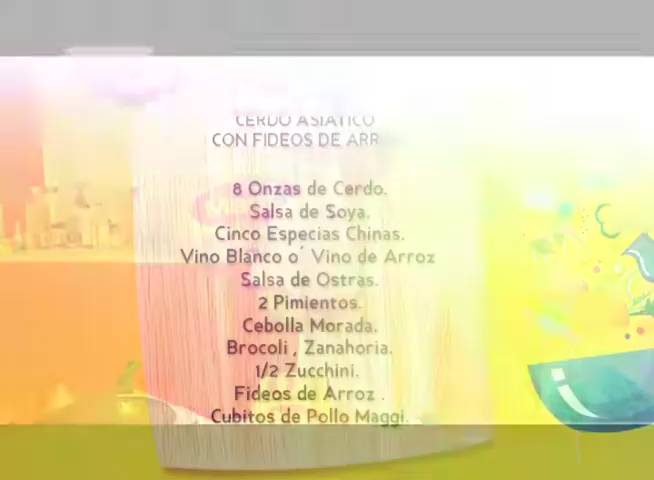 CERDO ASIATICO
CON FIDEOS DE ARR
8 Onzas de Cerdo.
Salsa de Soya.
Cinco Especias Chinas.
Vino Blanco o´ Vino de Arroz
Salsa de Ostras.
2 Pimientos.
Cebolla Morada.
Brocoli , Zanahoria.
1/2 Zucchini.
Fideos de Arroz .
Cubitos de Pollo Maggi.